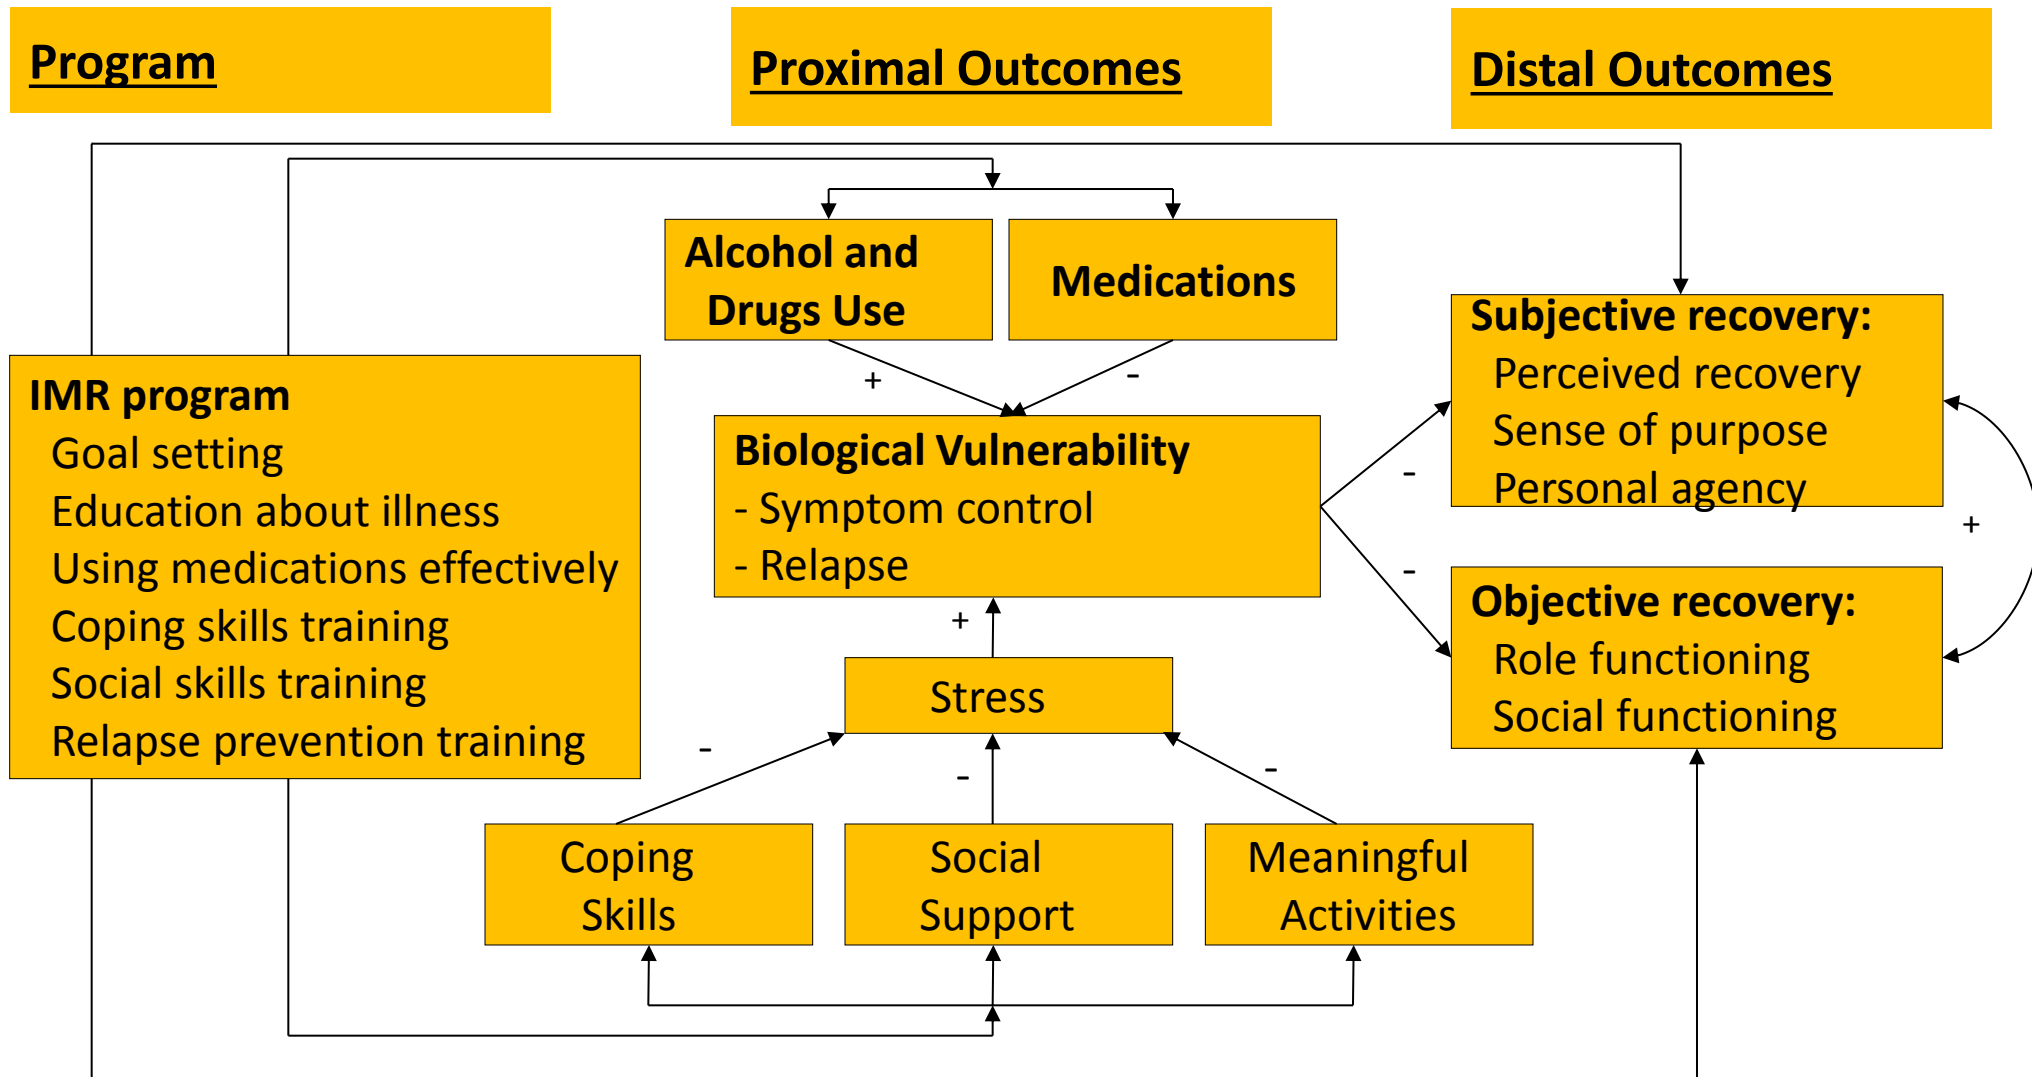 Program
Proximal Outcomes
Distal Outcomes
Alcohol and
Drugs Use
Medications
+
-
IMR program
Goal setting
Education about illness
Using medications effectively
Coping skills training
Social skills training
Relapse prevention training
Biological Vulnerability
- Symptom control
- Relapse
Subjective recovery:
Perceived recovery
Sense of purpose
Personal agency
-
-
+
Objective recovery:
Role functioning
Social functioning
+
Stress
-
-
-
Coping
Skills
Social
Support
Meaningful
Activities